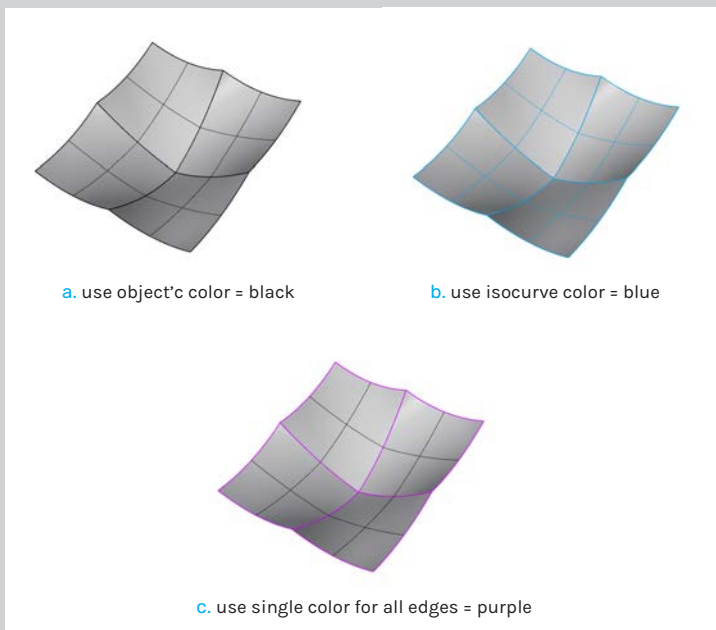 a. use object'c color = black
b. use isocurve color = blue
c. use single color for all edges = purple